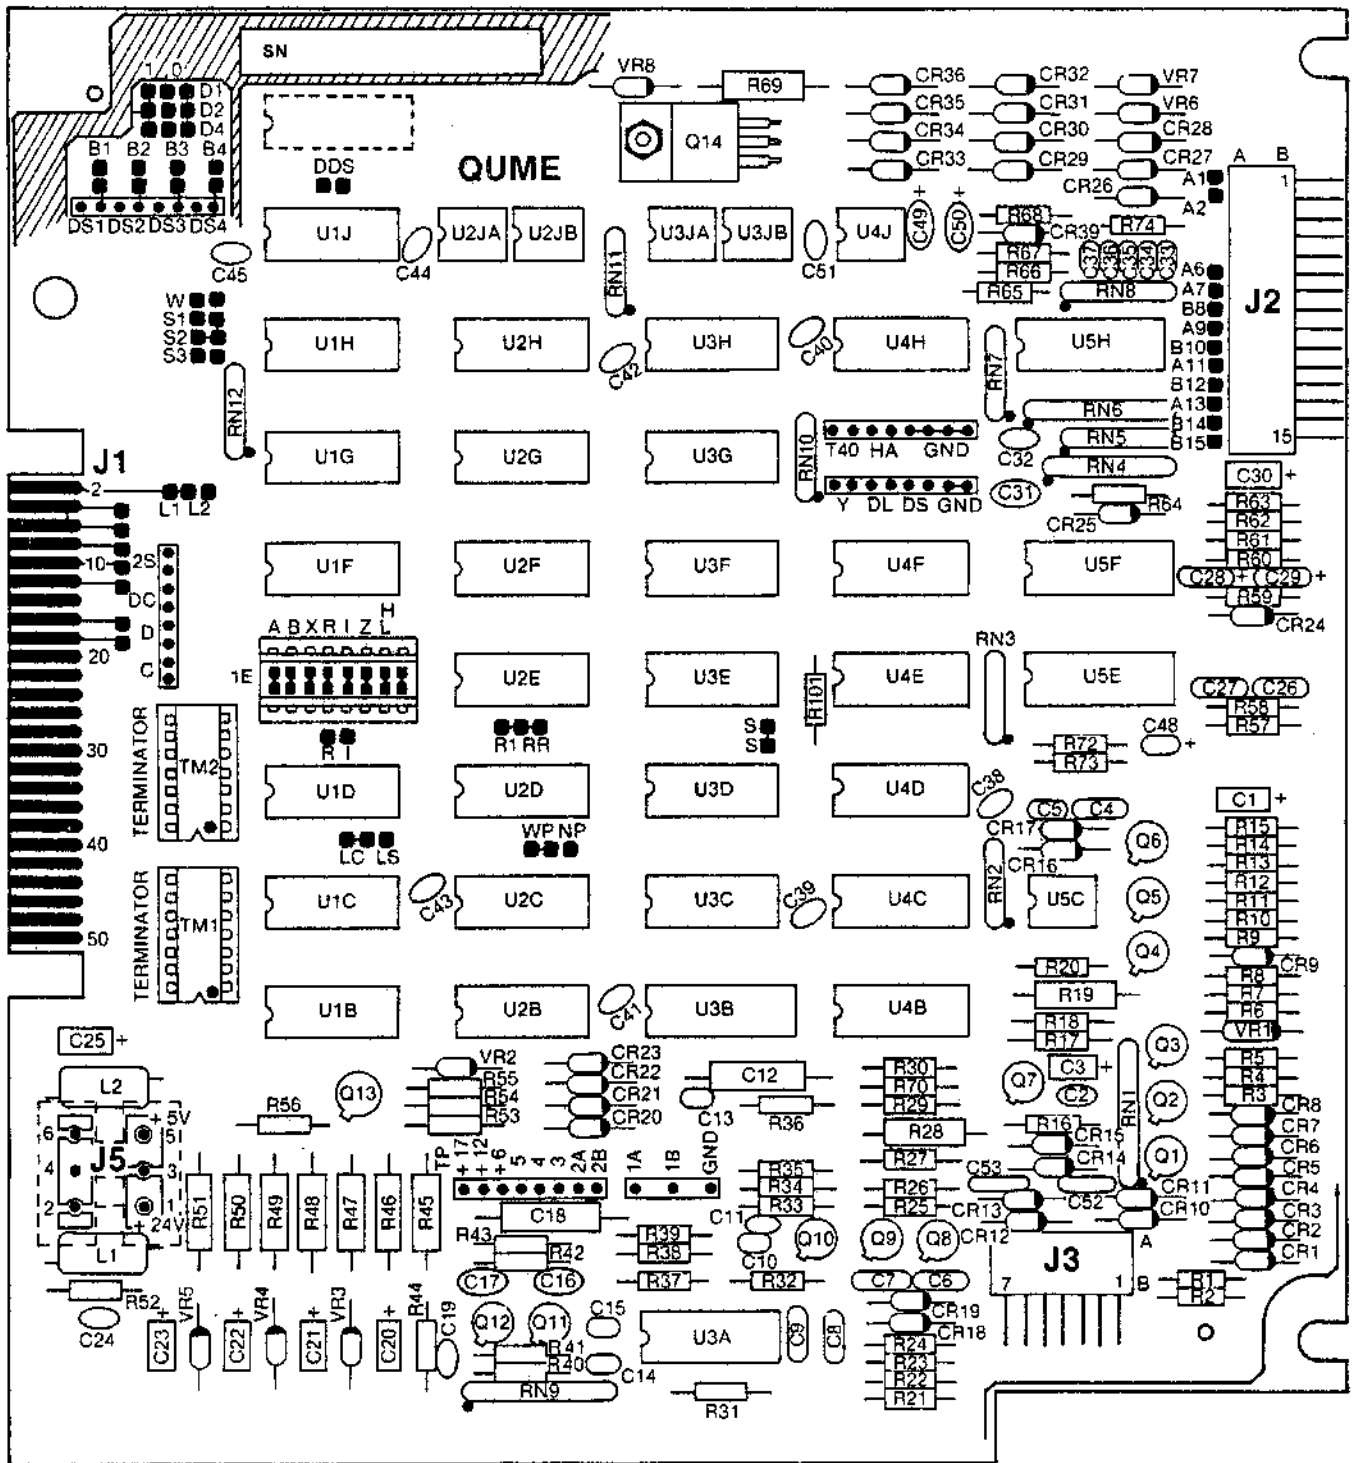 SN
1 0
D1
D2
D4
B1 B2 B3 B4
DS1 DS2 DS3 DS4
DDS
QUME
VR8
R69
Q14
CR36
CR35
CR34
CR33
CR32
CR31
CR30
CR29
VR7
VR6
CR28
CR27
CR26
A B
A1
A2
1
J2
15
C45
U1J
C44
U2JA
U2JB
RN11
U3JA
U3JB
C51
U4J
C49 +
C50 +
R68
CR39
R67
R66
R65
R74
C37 C36 C35 C34 C33
RN8
A6
A7
B8
A9
B10
A11
B12
A13
B14
B15
W
S1
S2
S3
RN12
U1H
U2H
C42
U3H
C40
U4H
RN7
U5H
RN6
RN5
RN4
J1
2
10
20
30
40
50
L1 L2
U1G
U2G
U3G
RN10
T40 HA GND
Y DL DS GND
C32
C31
R64
CR25
C30 +
R63
R62
R61
R60
C28 + C29 +
R59
CR24
2S
DC
D
C
U1F
U2F
U3F
U4F
U5F
A B X R I Z H L
1E
U2E
U3E
R101
U4E
RN3
U5E
C27 C26
R58
R57
R I
R1 RR
S
S
R72
R73
C48 +
TERMINATOR
TM2
U1D
U2D
U3D
U4D
C38
C5 C4
CR17
CR16
Q6
C1 +
R15
R14
R13
R12
R11
R10
R9
CR9
R8
R7
R6
VR1
R5
R4
R3
LC LS
WP NP
TERMINATOR
TM1
U1C
C43
U2C
U3C
C39
U4C
RN2
U5C
Q5
Q4
R20
R19
R18
R17
U1B
U2B
C41
U3B
U4B
C3 +
C2
Q7
RN1
Q3
Q2
Q1
C25 +
L2
+ 5V
6 5
J5
4 3
2 1
+ 24V
L1
R52
C24
R56
Q13
VR2
R55
R54
R53
CR23
CR22
CR21
CR20
C12
C13
R36
R30
R70
R29
R28
R27
R26
R25
R16
CR15
CR14
C53
C52
CR13
CR12
CR11
CR10
CR8
CR7
CR6
CR5
CR4
CR3
CR2
CR1
TP +17 +12 +6 5 4 3 2A 2B
1A 1B GND
R51 R50 R49 R48 R47 R46 R45
C18
R43
R42
C17 C16
R39
R38
R37
R35
R34
R33
C11
C10
Q10
R32
Q9 Q8
C7 C6
CR19
CR18
A
J3
7 1 B
R1
R2
C23 + VR5 C22 + VR4 C21 + VR3 C20 + R44 C19
Q12 Q11
R41
R40
C15
C14
RN9
U3A
C9 C8
R31
R24
R23
R22
R21